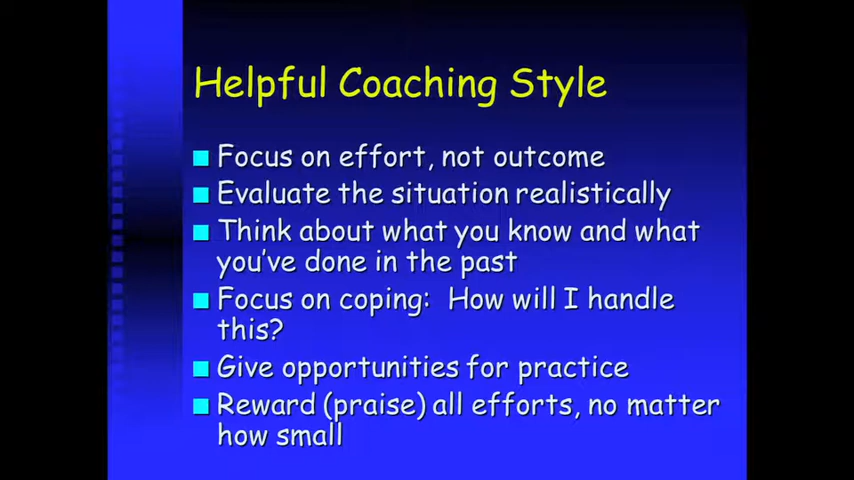 Helpful Coaching Style
Focus on effort, not outcome
Evaluate the situation realistically
Think about what you know and what
you've done in the past
Focus on coping: How will I handle
this?
Give opportunities for practice
Reward (praise) all efforts, no matter
how small